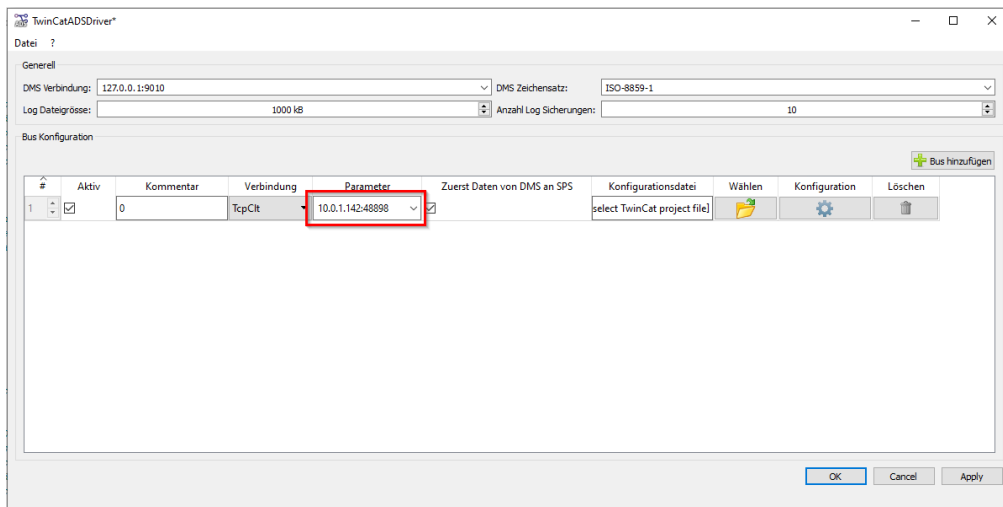 TwinCatADSDriver*
Datei ?
Generell
DMS Verbindung: 127.0.0.1:9010 DMS Zeichensatz: ISO-8859-1
Log Dateigrösse: 1000 kB Anzahl Log Sicherungen: 10
Bus Konfiguration
Bus hinzufügen
# Aktiv Kommentar Verbindung Parameter Zuerst Daten von DMS an SPS Konfigurationsdatei Wählen Konfiguration Löschen
1 0 TcpClt 10.0.1.142:48898 select TwinCat project file]
OK Cancel Apply